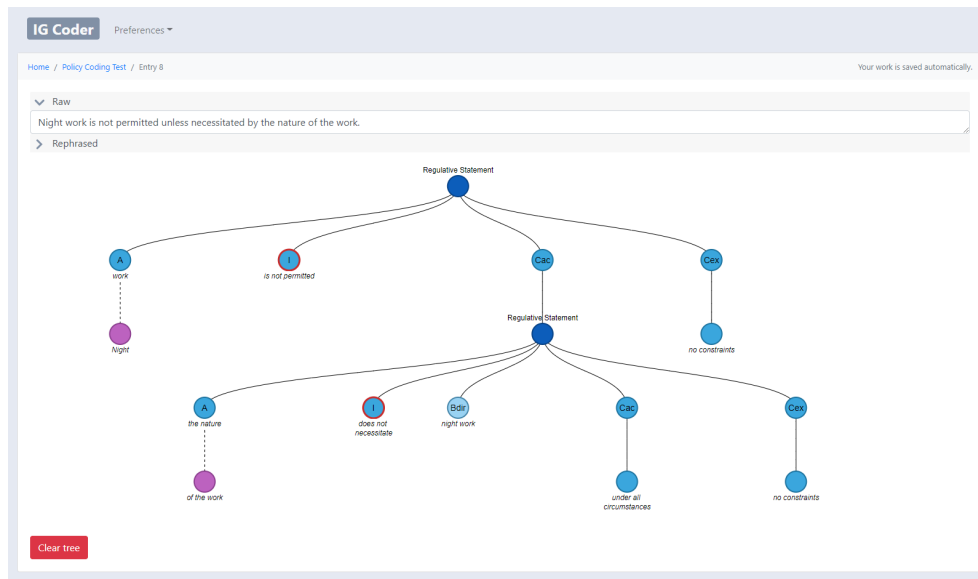 IG Coder Preferences
Home / Policy Coding Test / Entry 8 Your work is saved automatically.
Raw
Night work is not permitted unless necessitated by the nature of the work.
Rephrased
Regulative Statement
A I Cac Cex
work is not permitted
Regulative Statement
Night no constraints
A I Bdir Cac Cex
the nature does not night work
necessitate
of the work under all no constraints
circumstances
Clear tree